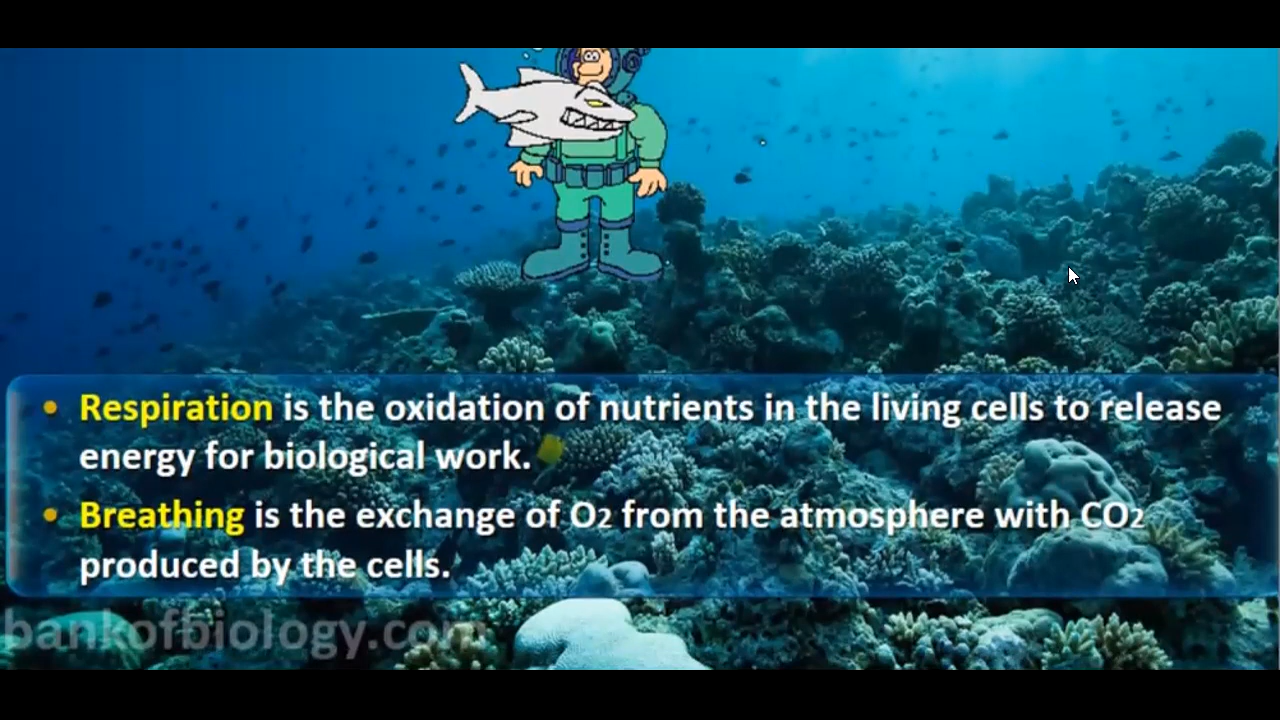 • Respiration is the oxidation of nutrients in the living cells to release
energy for biological work.
• Breathing is the exchange of O2 from the atmosphere with CO2
produced by the cells.
bankofbiology.com